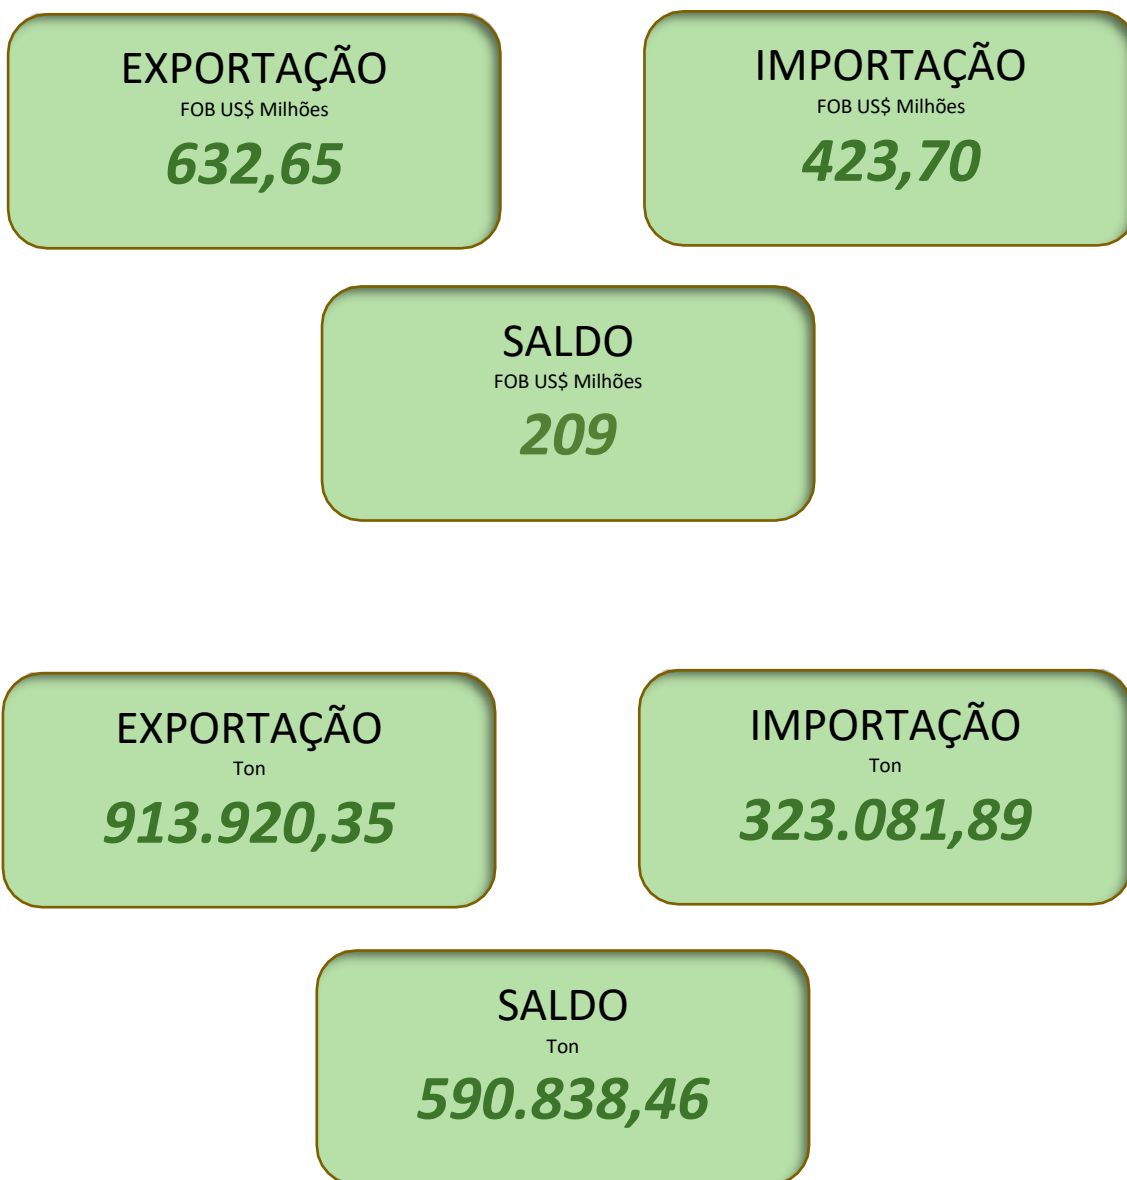 EXPORTAÇÃO
FOB US$ Milhões
632,65
IMPORTAÇÃO
FOB US$ Milhões
423,70
SALDO
FOB US$ Milhões
209
EXPORTAÇÃO
Ton
913.920,35
IMPORTAÇÃO
Ton
323.081,89
SALDO
Ton
590.838,46